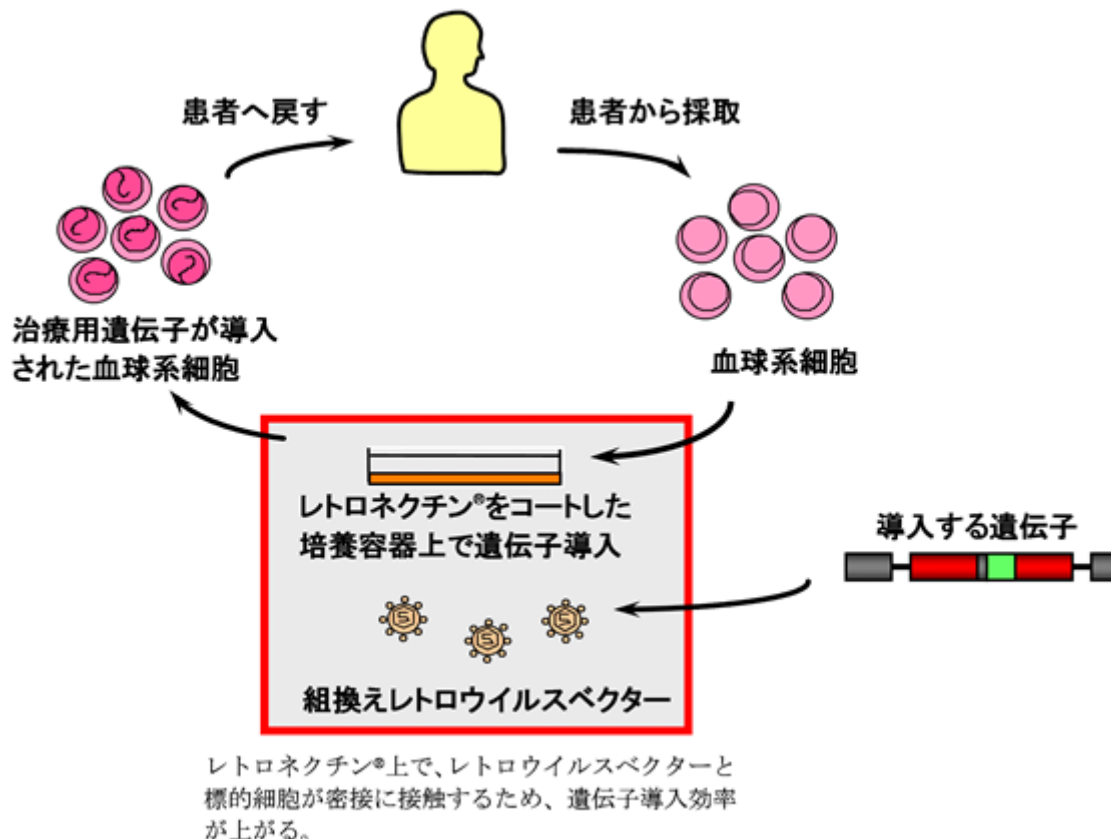 患者へ戻す
患者から採取
治療用遺伝子が導入
された血球系細胞
血球系細胞
レトロネクチン®をコートした
培養容器上で遺伝子導入
導入する遺伝子
組換えレトロウイルスベクター
レトロネクチン®上で、レトロウイルスベクターと
標的細胞が密接に接触するため、遺伝子導入効率
が上がる。